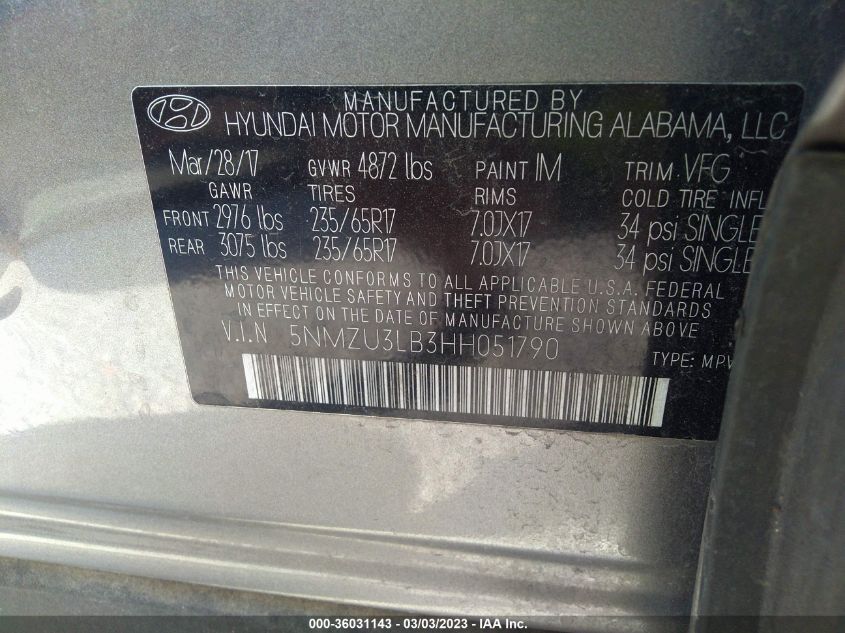 MANUFACTURED BY
HYUNDAI MOTOR MANUFACTURING ALABAMA, LLC
Mar/28/17 GVWR 4872 lbs PAINT IM TRIM VFG
GAWR TIRES RIMS COLD TIRE INFL
FRONT 2976 lbs 235/65R17 7.0JX17 34 psi SINGLE
REAR 3075 lbs 235/65R17 7.0JX17 34 psi SINGLE
THIS VEHICLE CONFORMS TO ALL APPLICABLE U.S.A. FEDERAL
MOTOR VEHICLE SAFETY AND THEFT PREVENTION STANDARDS
IN EFFECT ON THE DATE OF MANUFACTURE SHOWN ABOVE.
V.I.N 5NMZU3LB3HH051790
TYPE: MPV
000-36031143 - 03/03/2023 - IAA Inc.